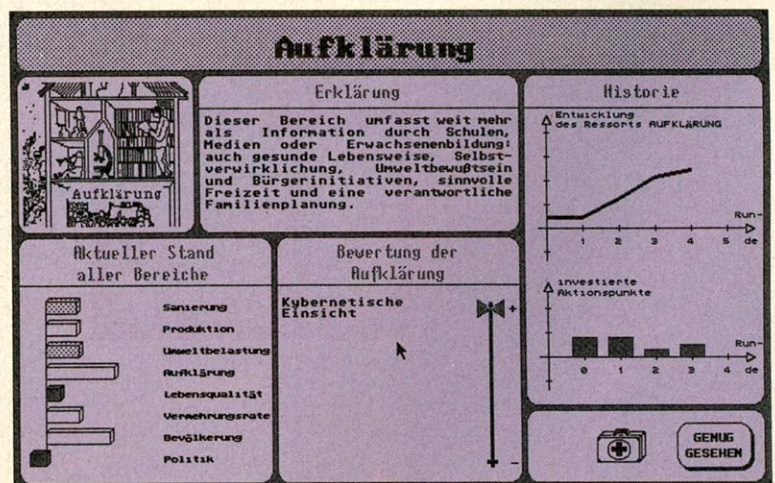 Aufklärung
Aufklärung
Erklärung
Dieser Bereich umfasst weit mehr
als Information durch Schulen,
Medien oder Erwachsenenbildung:
auch gesunde Lebensweise, Selbst-
verwirklichung, Umweltbewußtsein
und Bürgerinitiativen, sinnvolle
Freizeit und eine verantwortliche
Familienplanung.
Historie
Entwicklung
des Ressorts AUFKLÄRUNG
Run-
1 2 3 4 5 de
investierte
Aktionspunkte
Run-
0 1 2 3 4 de
Aktueller Stand
aller Bereiche
Sanierung
Produktion
Umweltbelastung
Aufklärung
Lebensqualität
Vermehrungsrate
Bevölkerung
Politik
Bewertung der
Aufklärung
Kybernetische
Einsicht
+
-
GENUG
GESEHEN